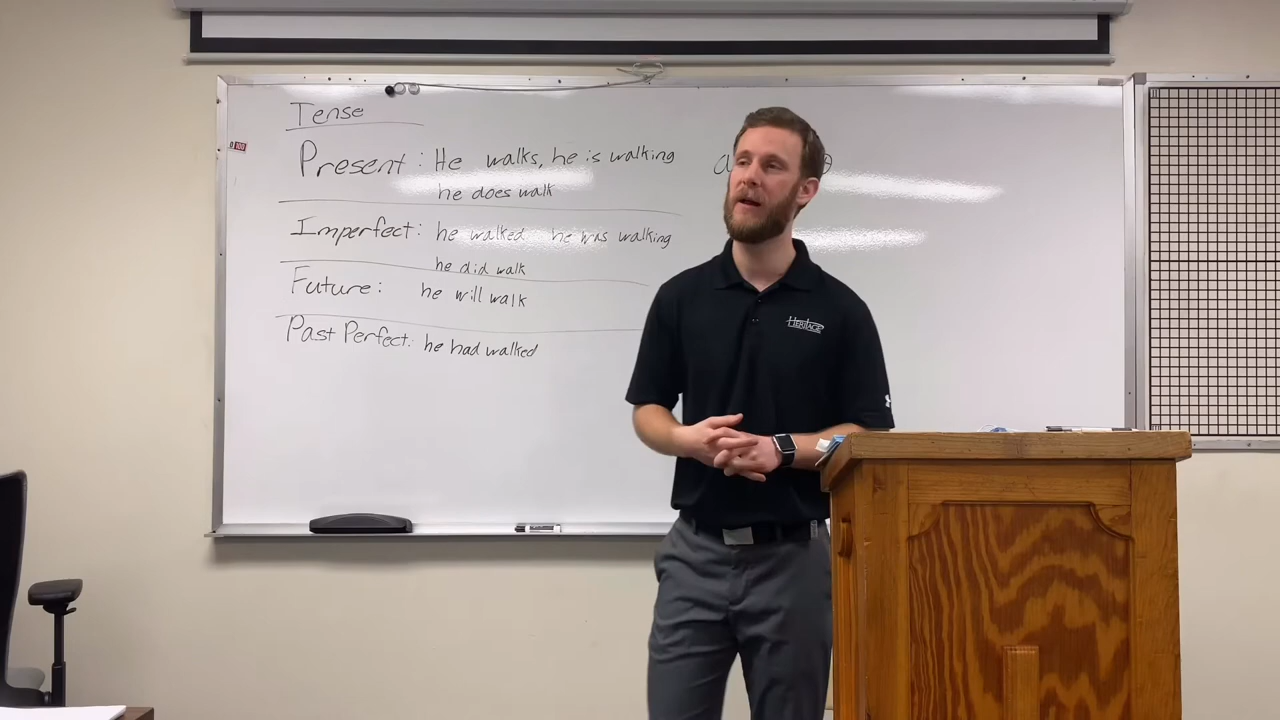 Tense
Present: He walks, he is walking
he does walk
Imperfect: he walked he was walking
he did walk
Future: he will walk
Past Perfect: he had walked
HERITAGE